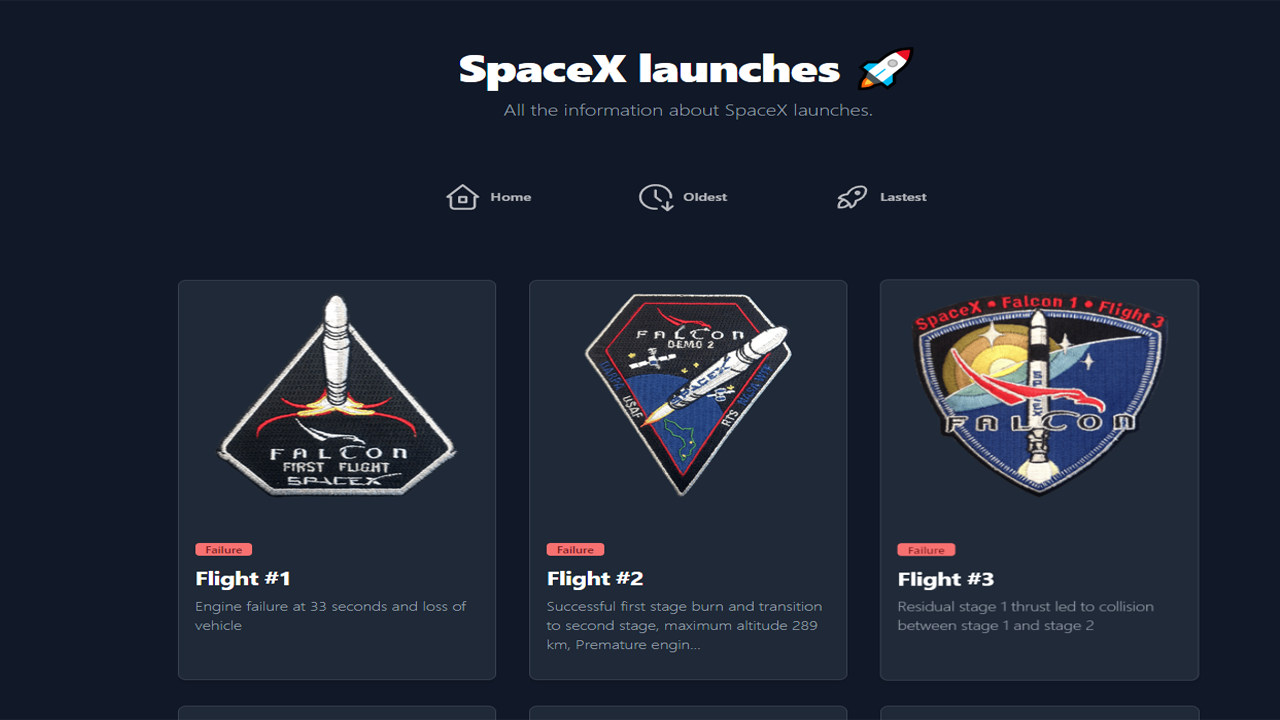 SpaceX launches 🚀
All the information about SpaceX launches.
Home
Oldest
Lastest
FALCON
FIRST FLIGHT
SPACEX
Failure
Flight #1
Engine failure at 33 seconds and loss of
vehicle
FALCON
DEMO 2
SPACEX
USAF
RTS
Failure
Flight #2
Successful first stage burn and transition
to second stage, maximum altitude 289
km, Premature engin...
SpaceX • Falcon 1 • Flight 3
SPACEX
FALCON
Failure
Flight #3
Residual stage 1 thrust led to collision
between stage 1 and stage 2